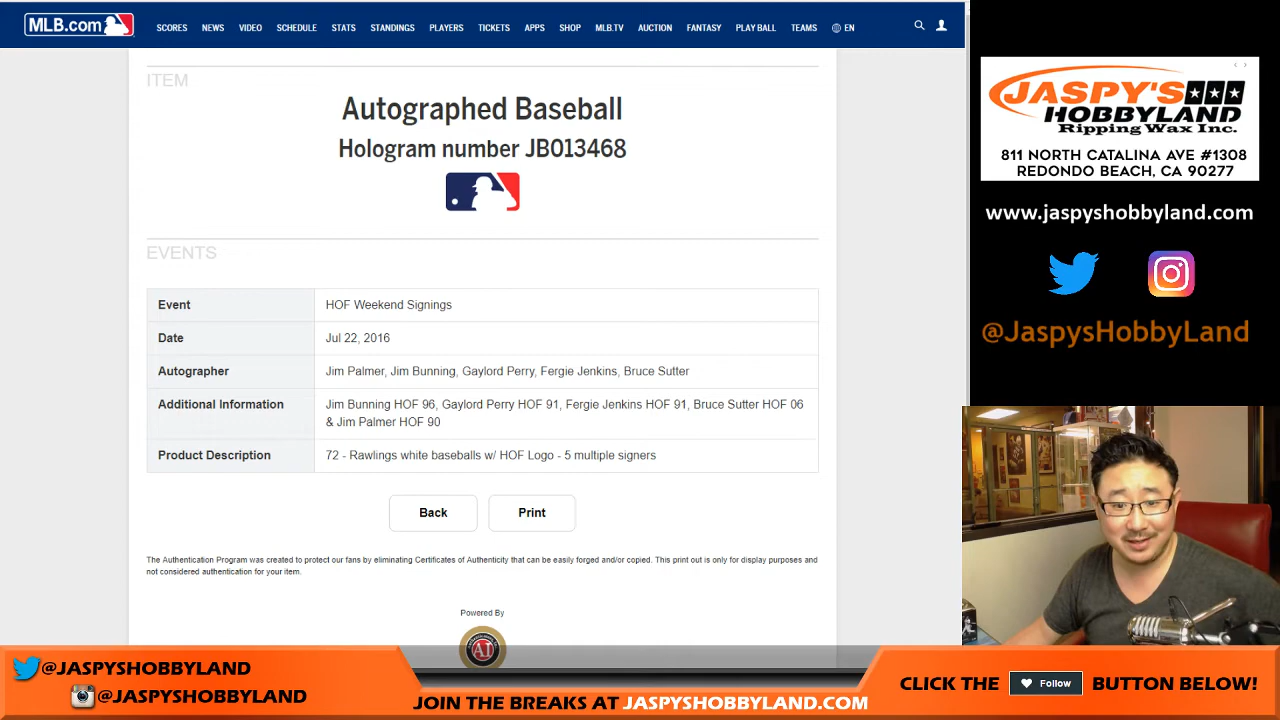 MLB.com SCORES NEWS VIDEO SCHEDULE STATS STANDINGS PLAYERS TICKETS APPS SHOP MLB.TV AUCTION FANTASY PLAY BALL TEAMS EN
ITEM
Autographed Baseball
Hologram number JB013468
EVENTS
Event HOF Weekend Signings
Date Jul 22, 2016
Autographer Jim Palmer, Jim Bunning, Gaylord Perry, Fergie Jenkins, Bruce Sutter
Additional Information Jim Bunning HOF 96, Gaylord Perry HOF 91, Fergie Jenkins HOF 91, Bruce Sutter HOF 06
& Jim Palmer HOF 90
Product Description 72 - Rawlings white baseballs w/ HOF Logo - 5 multiple signers
Back Print
The Authentication Program was created to protect our fans by eliminating Certificates of Authenticity that can be easily forged and/or copied. This print out is only for display purposes and
not considered authentication for your item.
Powered By
AI
JASPY'S
HOBBYLAND
Ripping Wax Inc.
811 NORTH CATALINA AVE #1308
REDONDO BEACH, CA 90277
www.jaspyshobbyland.com
@JaspysHobbyLand
@JASPYSHOBBYLAND
@JASPYSHOBBYLAND
JOIN THE BREAKS AT JASPYSHOBBYLAND.COM
CLICK THE Follow BUTTON BELOW!